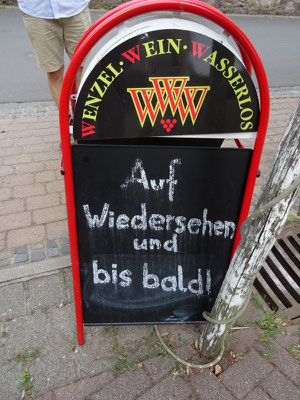 WENZEL · WEIN · WASSERLOS
WWW
Auf
Wiedersehen
und
bis bald!